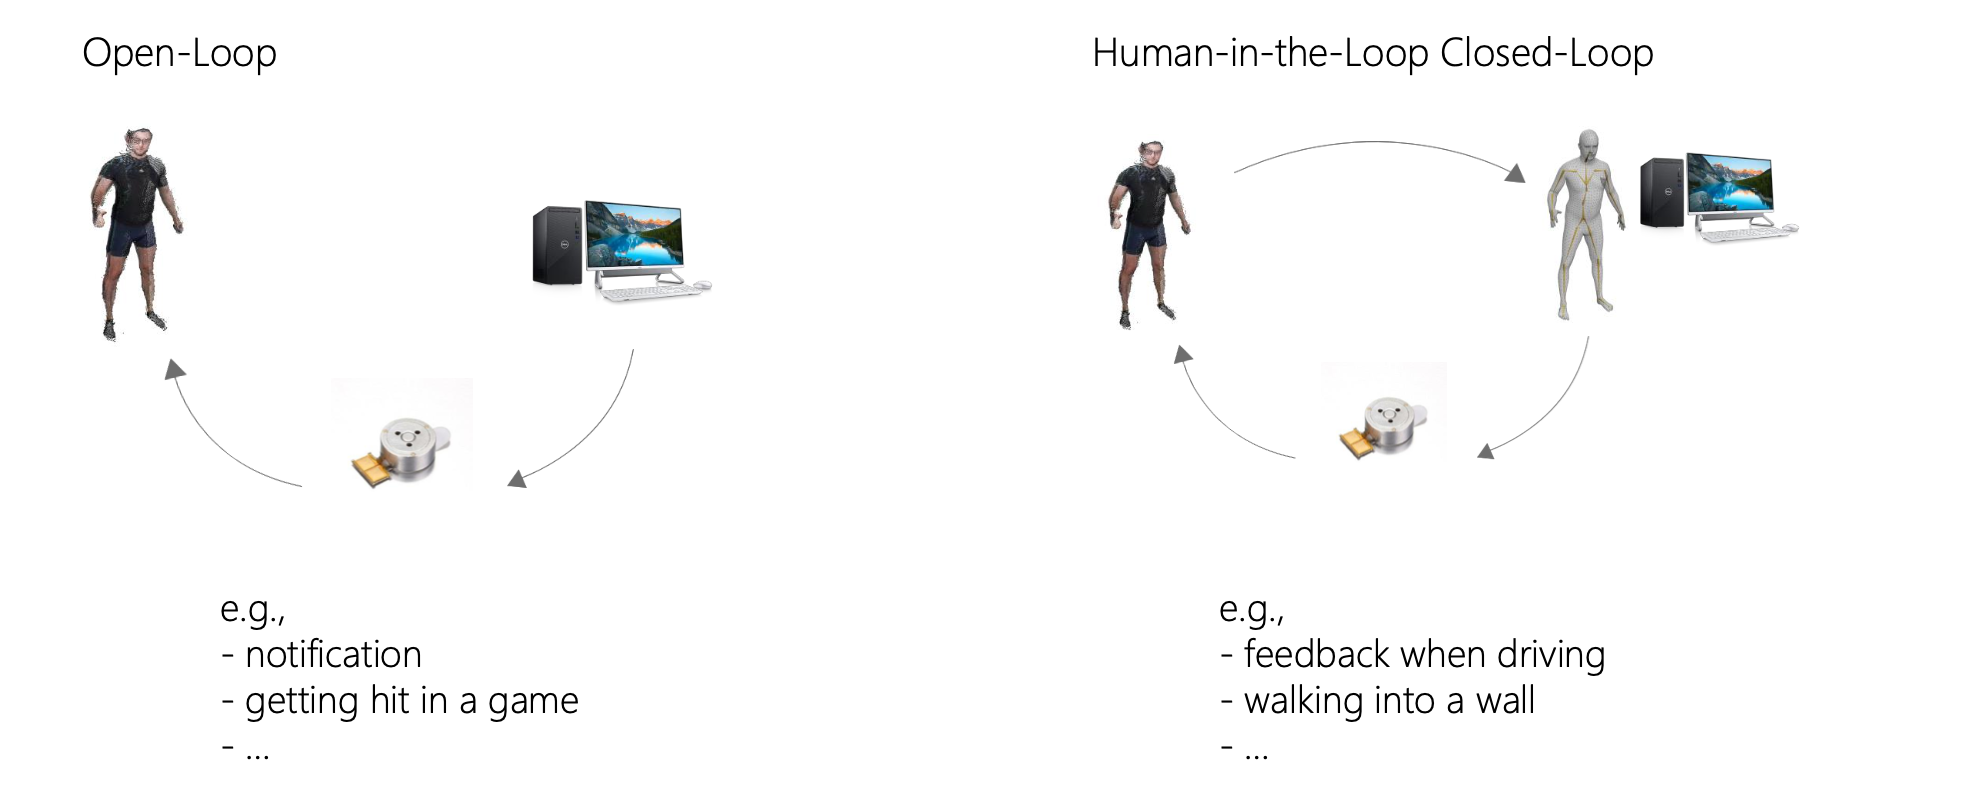 Open-Loop
e.g.,
- notification
- getting hit in a game
- ...
Human-in-the-Loop Closed-Loop
e.g.,
- feedback when driving
- walking into a wall
- ...